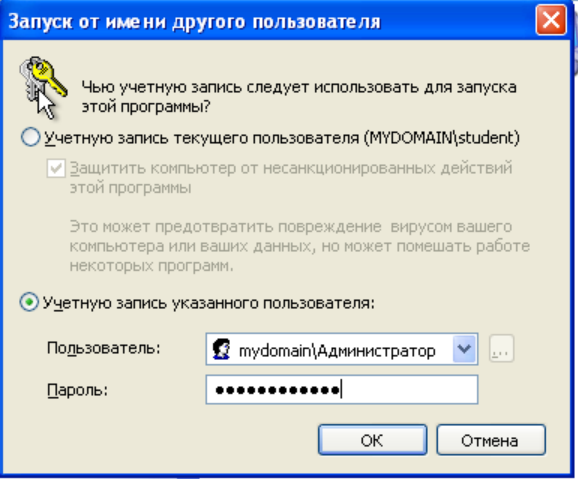 Запуск от имени другого пользователя
Чью учетную запись следует использовать для запуска
этой программы?
Учетную запись текущего пользователя (MYDOMAIN\student)
Защитить компьютер от несанкционированных действий
этой программы
Это может предотвратить повреждение вирусом вашего
компьютера или ваших данных, но может помешать работе
некоторых программ.
Учетную запись указанного пользователя:
Пользователь: mydomain\Администратор ...
Пароль: ●●●●●●●●●●●●
ОК Отмена